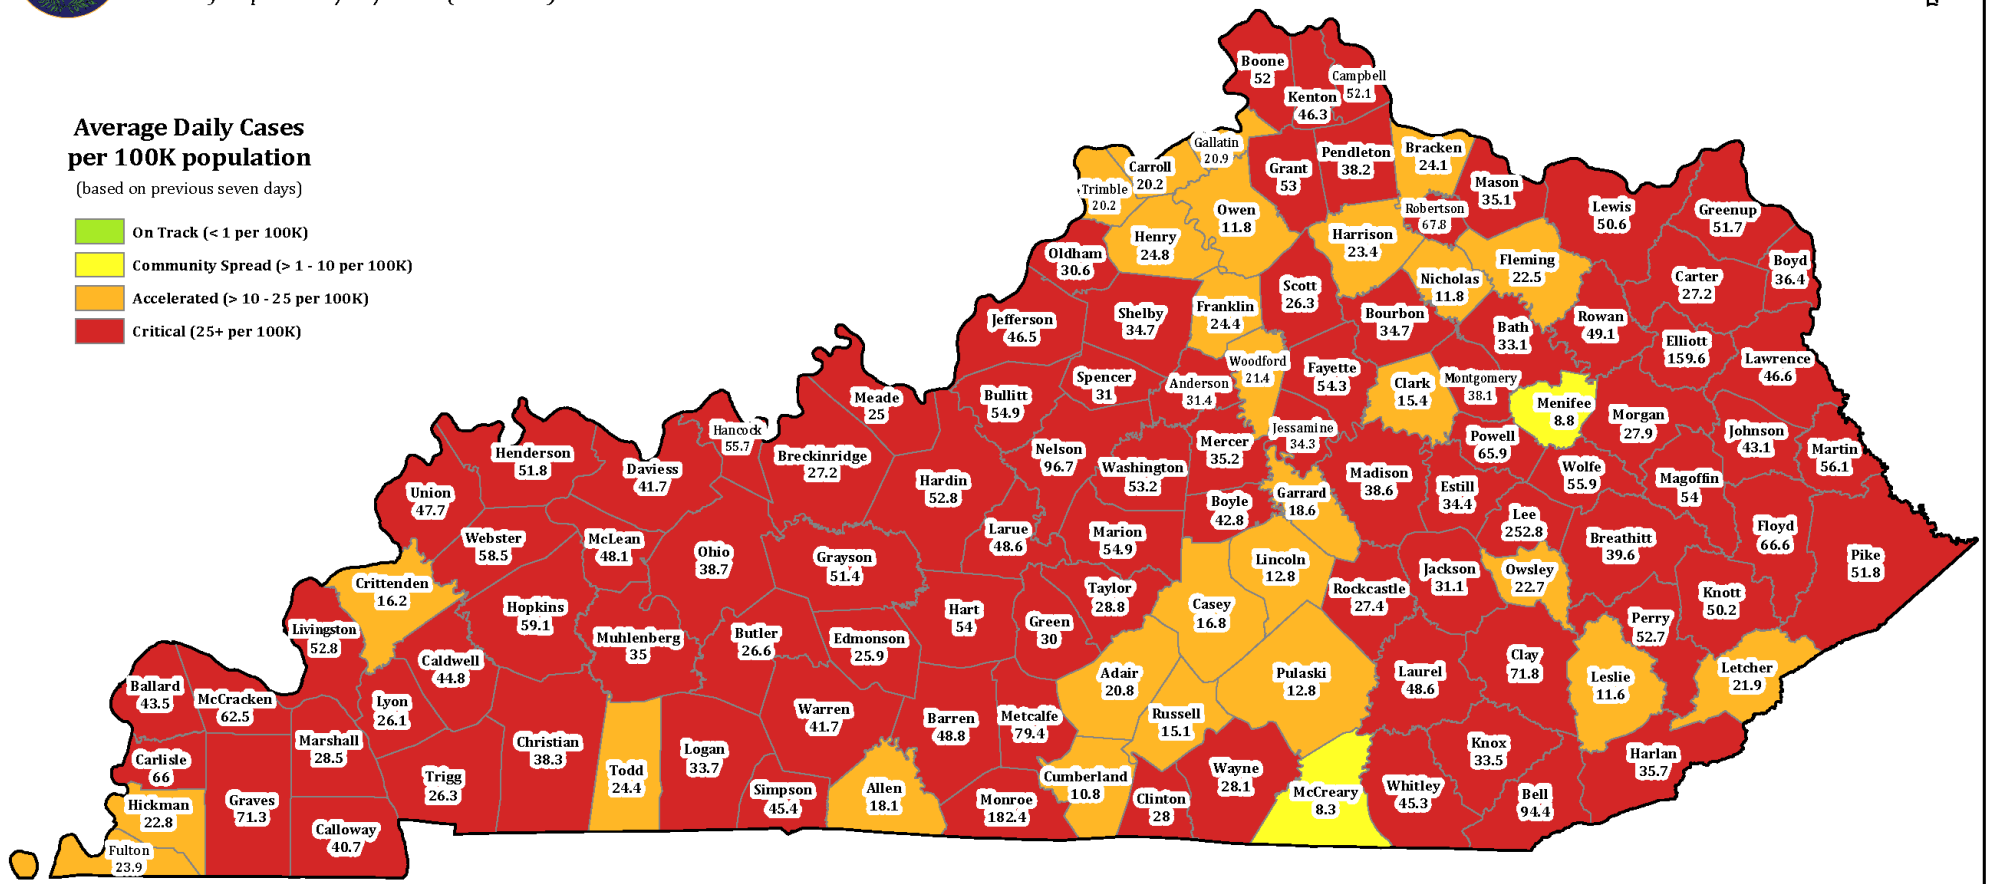 Average Daily Cases
per 100K population
(based on previous seven days)
On Track (< 1 per 100K)
Community Spread (> 1 - 10 per 100K)
Accelerated (> 10 - 25 per 100K)
Critical (25+ per 100K)
Boone
52
Campbell
52.1
Kenton
46.3
Gallatin
20.9
Carroll
20.2
Trimble
20.2
Grant
53
Pendleton
38.2
Bracken
24.1
Mason
35.1
Robertson
67.8
Lewis
50.6
Greenup
51.7
Boyd
36.4
Carter
27.2
Owen
11.8
Henry
24.8
Oldham
30.6
Harrison
23.4
Nicholas
11.8
Fleming
22.5
Rowan
49.1
Elliott
159.6
Lawrence
46.6
Jefferson
46.5
Shelby
34.7
Franklin
24.4
Scott
26.3
Bourbon
34.7
Bath
33.1
Woodford
21.4
Fayette
54.3
Clark
15.4
Montgomery
38.1
Menifee
8.8
Morgan
27.9
Johnson
43.1
Martin
56.1
Meade
25
Bullitt
54.9
Spencer
31
Anderson
31.4
Jessamine
34.3
Mercer
35.2
Powell
65.9
Wolfe
55.9
Magoffin
54
Henderson
51.8
Daviess
41.7
Hancock
55.7
Breckinridge
27.2
Hardin
52.8
Nelson
96.7
Washington
53.2
Boyle
42.8
Garrard
18.6
Madison
38.6
Estill
34.4
Lee
252.8
Breathitt
39.6
Floyd
66.6
Pike
51.8
Union
47.7
Webster
58.5
McLean
48.1
Ohio
38.7
Grayson
51.4
Larue
48.6
Marion
54.9
Lincoln
12.8
Rockcastle
27.4
Jackson
31.1
Owsley
22.7
Perry
52.7
Knott
50.2
Crittenden
16.2
Livingston
52.8
Hopkins
59.1
Muhlenberg
35
Butler
26.6
Edmonson
25.9
Hart
54
Green
30
Taylor
28.8
Casey
16.8
Pulaski
12.8
Laurel
48.6
Clay
71.8
Leslie
11.6
Letcher
21.9
Ballard
43.5
McCracken
62.5
Caldwell
44.8
Lyon
26.1
Marshall
28.5
Carlisle
66
Trigg
26.3
Christian
38.3
Todd
24.4
Logan
33.7
Warren
41.7
Simpson
45.4
Allen
18.1
Barren
48.8
Metcalfe
79.4
Adair
20.8
Russell
15.1
Cumberland
10.8
Monroe
182.4
Clinton
28
Wayne
28.1
McCreary
8.3
Whitley
45.3
Knox
33.5
Bell
94.4
Harlan
35.7
Hickman
22.8
Fulton
23.9
Graves
71.3
Calloway
40.7